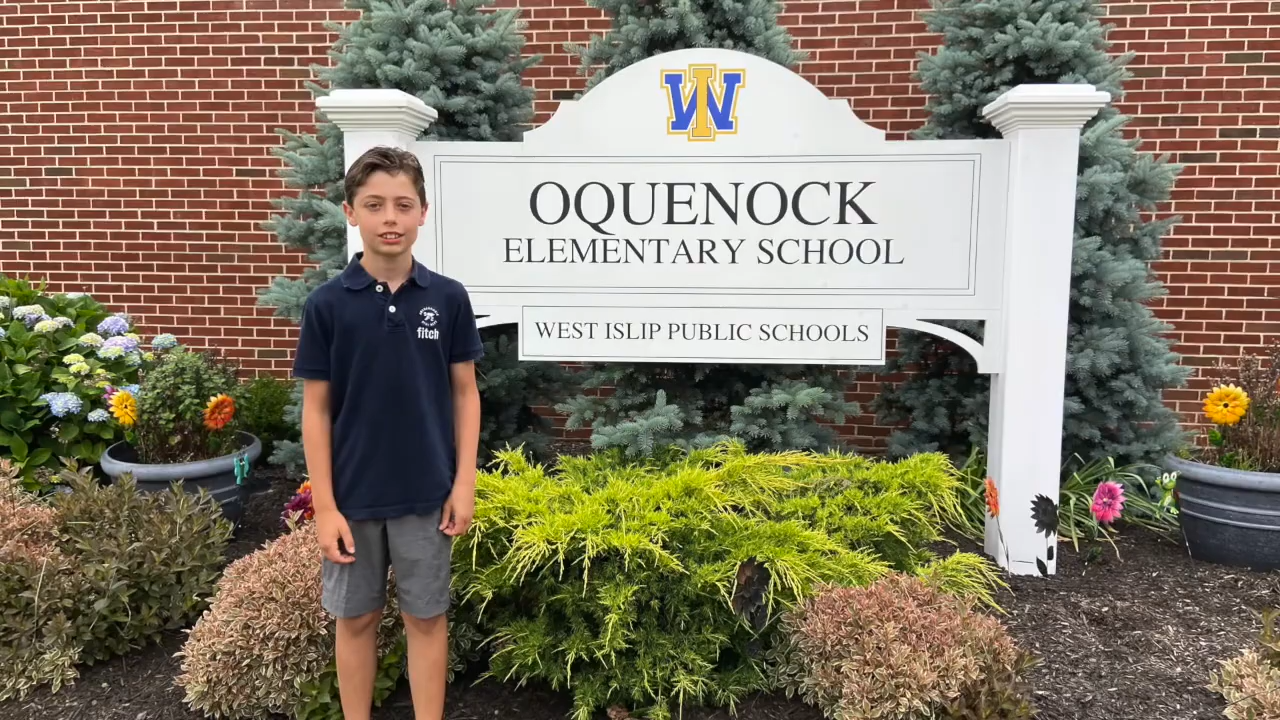 WI
OQUENOCK
ELEMENTARY SCHOOL
WEST ISLIP PUBLIC SCHOOLS
fitch